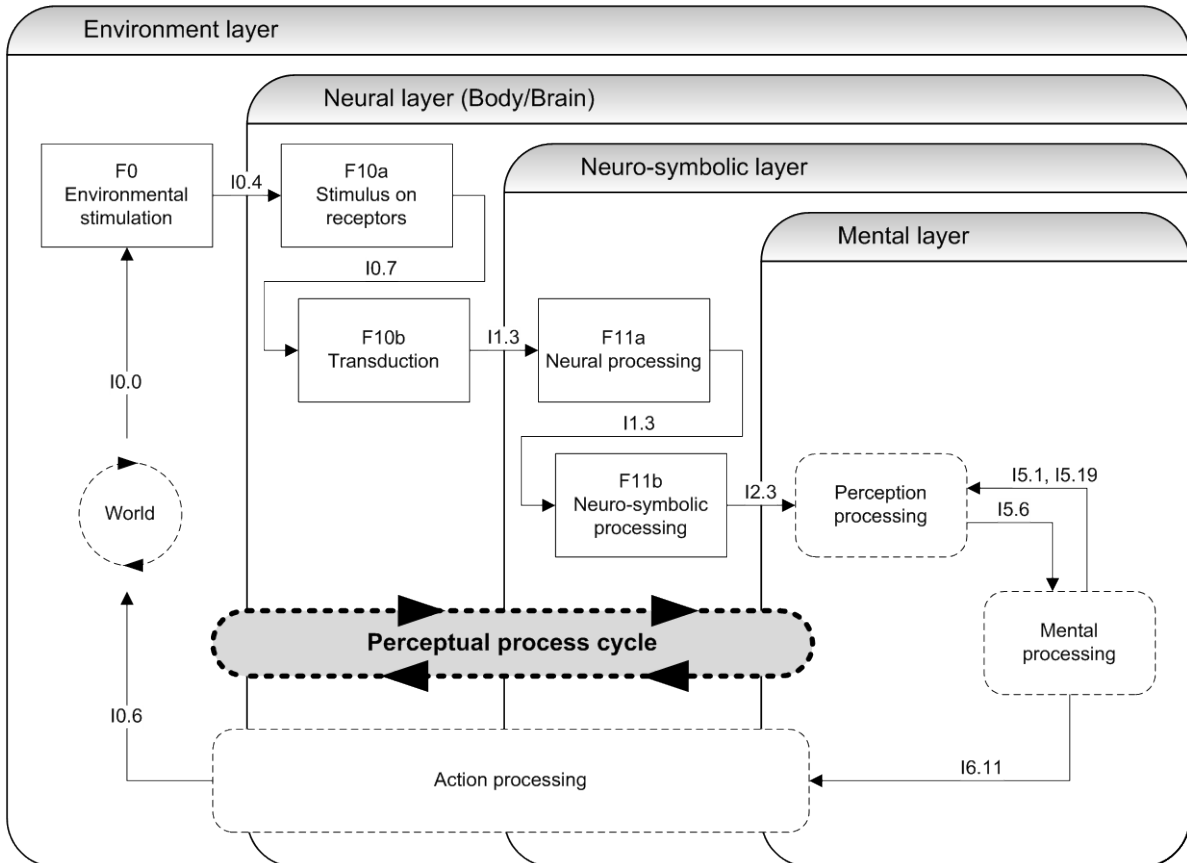 Environment layer
Neural layer (Body/Brain)
Neuro-symbolic layer
Mental layer
F0
Environmental
stimulation
I0.4
F10a
Stimulus on
receptors
I0.7
F10b
Transduction
I1.3
F11a
Neural processing
I1.3
F11b
Neuro-symbolic
processing
I2.3
Perception
processing
I5.1, I5.19
I5.6
Mental
processing
I0.0
World
Perceptual process cycle
I0.6
Action processing
I6.11